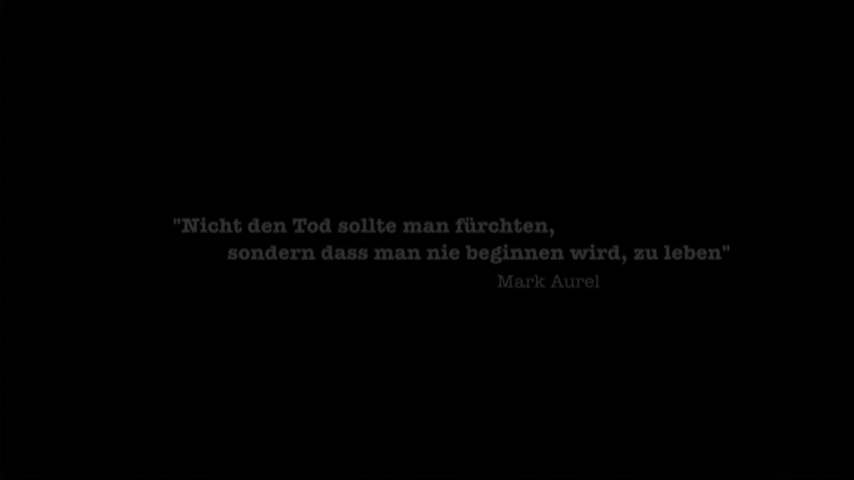 "Nicht den Tod sollte man fürchten,
sondern dass man nie beginnen wird, zu leben"
Mark Aurel